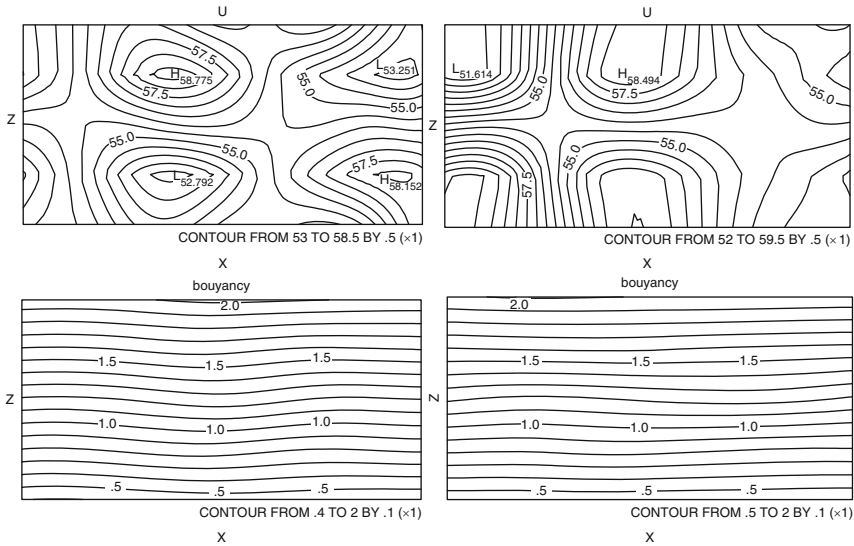 U
57.5
H58.775
57.5
L53.251
55.0
55.0
Z
55.0
55.0
57.5
L52.792
H58.152
CONTOUR FROM 53 TO 58.5 BY .5 (×1)
X
U
L51.614
55.0
H58.494
57.5
55.0
Z
55.0
55.0
57.5
CONTOUR FROM 52 TO 59.5 BY .5 (×1)
X
bouyancy
2.0
1.5 1.5 1.5
Z
1.0 1.0 1.0
.5 .5 .5
CONTOUR FROM .4 TO 2 BY .1 (×1)
X
2.0
1.5 1.5 1.5
Z
1.0 1.0 1.0
.5 .5 .5
CONTOUR FROM .5 TO 2 BY .1 (×1)
X